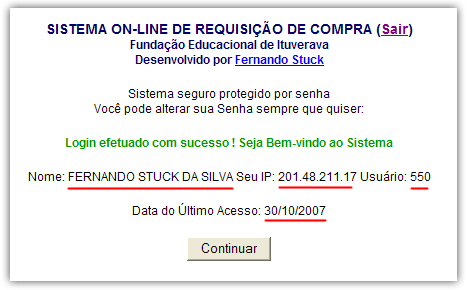 SISTEMA ON-LINE DE REQUISIÇÃO DE COMPRA (Sair)
Fundação Educacional de Ituverava
Desenvolvido por Fernando Stuck
Sistema seguro protegido por senha
Você pode alterar sua Senha sempre que quiser:
Login efetuado com sucesso ! Seja Bem-vindo ao Sistema
Nome: FERNANDO STUCK DA SILVA Seu IP: 201.48.211.17 Usuário: 550
Data do Último Acesso: 30/10/2007
Continuar